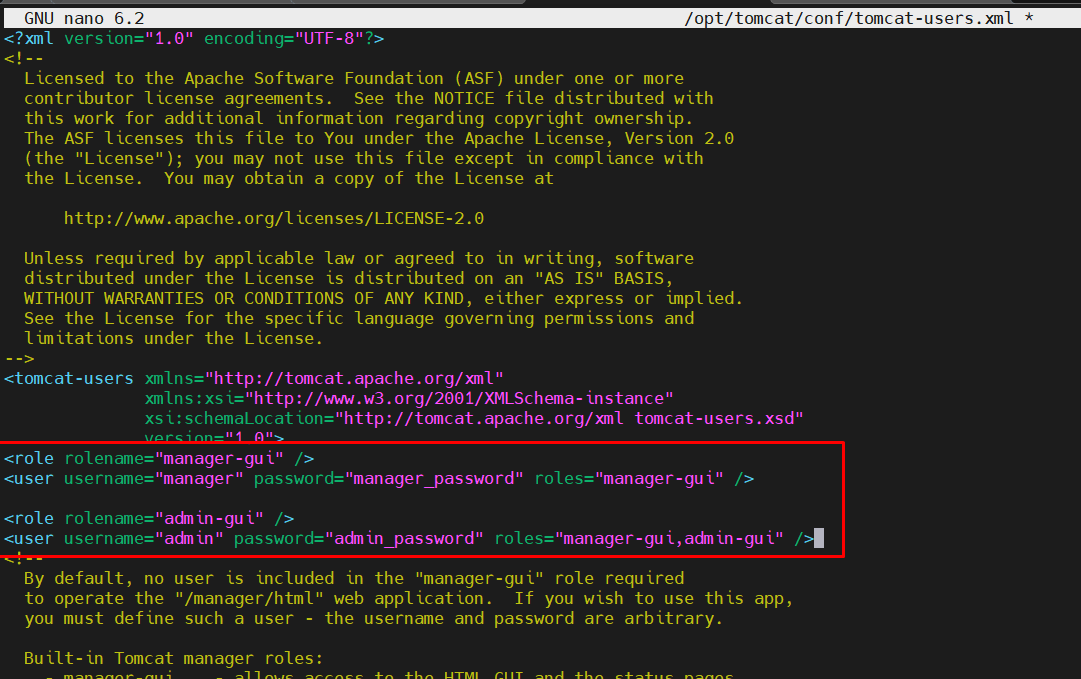 GNU nano 6.2 /opt/tomcat/conf/tomcat-users.xml *
<?xml version="1.0" encoding="UTF-8"?>
<!--
Licensed to the Apache Software Foundation (ASF) under one or more
contributor license agreements.  See the NOTICE file distributed with
this work for additional information regarding copyright ownership.
The ASF licenses this file to You under the Apache License, Version 2.0
(the "License"); you may not use this file except in compliance with
the License.  You may obtain a copy of the License at
http://www.apache.org/licenses/LICENSE-2.0
Unless required by applicable law or agreed to in writing, software
distributed under the License is distributed on an "AS IS" BASIS,
WITHOUT WARRANTIES OR CONDITIONS OF ANY KIND, either express or implied.
See the License for the specific language governing permissions and
limitations under the License.
-->
<tomcat-users xmlns="http://tomcat.apache.org/xml"
xmlns:xsi="http://www.w3.org/2001/XMLSchema-instance"
xsi:schemaLocation="http://tomcat.apache.org/xml tomcat-users.xsd"
version="1.0">
<role rolename="manager-gui" />
<user username="manager" password="manager_password" roles="manager-gui" />
<role rolename="admin-gui" />
<user username="admin" password="admin_password" roles="manager-gui,admin-gui" />
<!--
By default, no user is included in the "manager-gui" role required
to operate the "/manager/html" web application.  If you wish to use this app,
you must define such a user - the username and password are arbitrary.
Built-in Tomcat manager roles:
- manager-gui    - allows access to the HTML GUI and the status pages